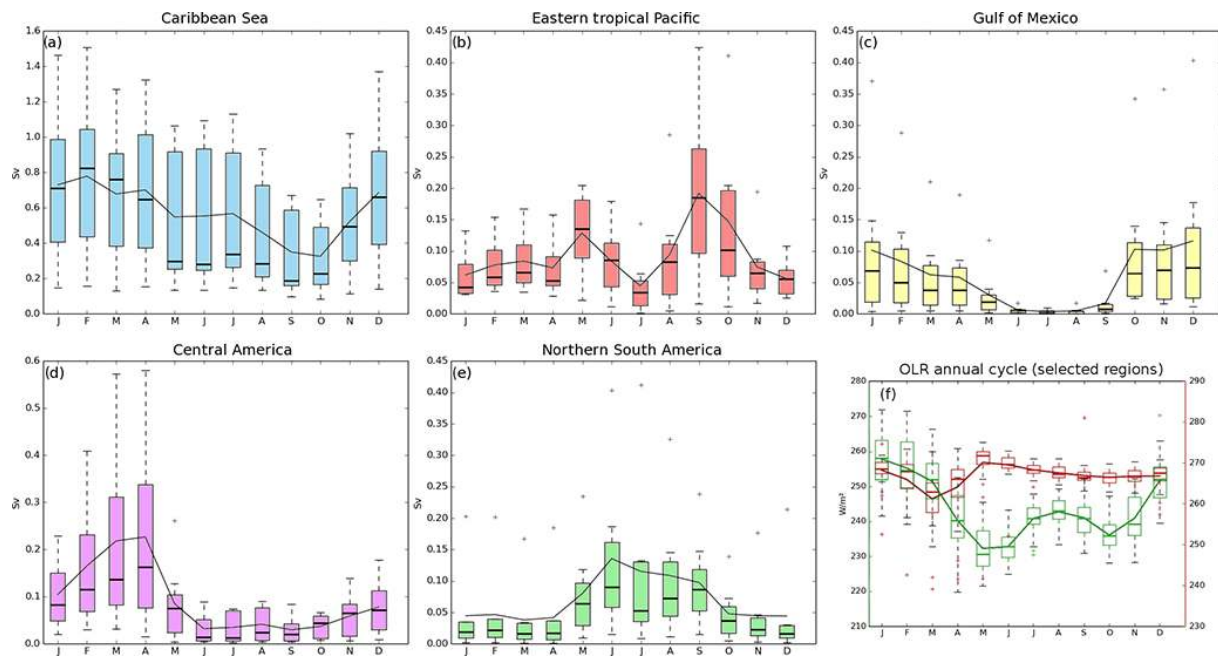 Caribbean Sea
(a)
1.6
1.4
1.2
1.0
0.8
0.6
0.4
0.2
0.0
Sv
J F M A M J J A S O N D
Eastern tropical Pacific
(b)
0.45
0.40
0.35
0.30
0.25
0.20
0.15
0.10
0.05
0.00
Sv
J F M A M J J A S O N D
Gulf of Mexico
(c)
0.45
0.40
0.35
0.30
0.25
0.20
0.15
0.10
0.05
0.00
Sv
J F M A M J J A S O N D
Central America
(d)
0.6
0.5
0.4
0.3
0.2
0.1
0.0
Sv
J F M A M J J A S O N D
Northern South America
(e)
0.45
0.40
0.35
0.30
0.25
0.20
0.15
0.10
0.05
0.00
Sv
J F M A M J J A S O N D
OLR annual cycle (selected regions)
(f)
280
270
260
250
240
230
220
210
W/m²
290
280
270
260
250
240
230
J F M A M J J A S O N D